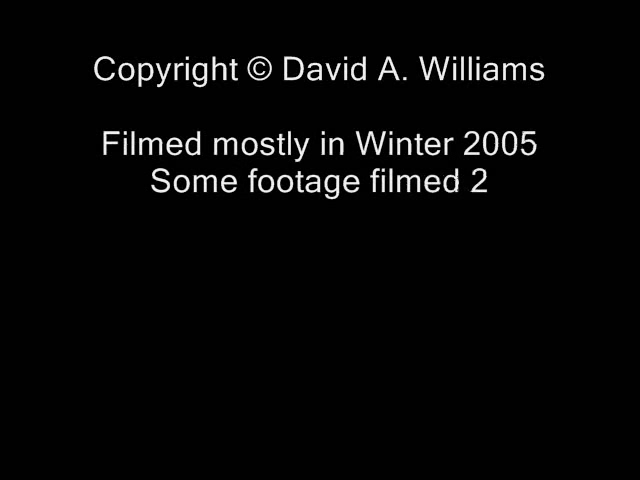 Copyright © David A. Williams
Filmed mostly in Winter 2005
Some footage filmed 2